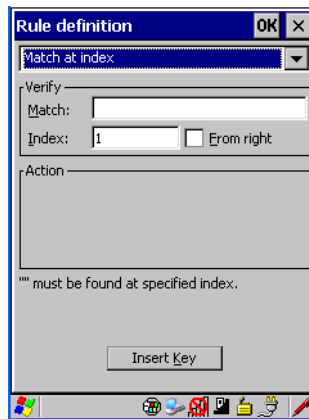 Rule definition OK ×
Match at index
Verify
Match:
Index: 1 From right
Action
"" must be found at specified index.
Insert Key